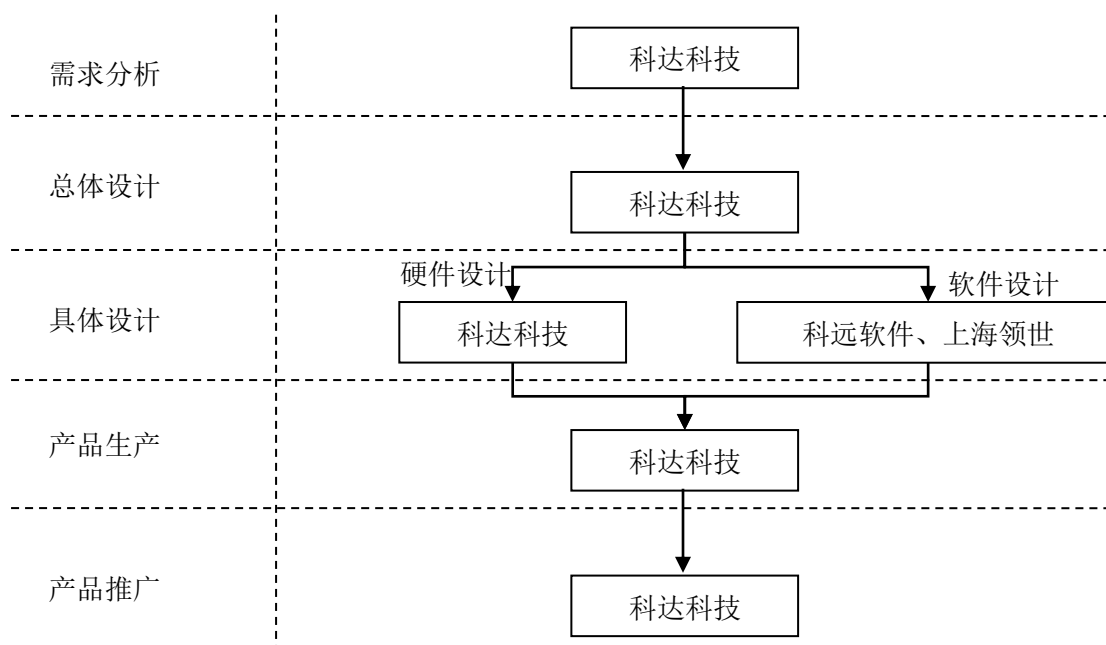 需求分析
科达科技
总体设计
科达科技
硬件设计
软件设计
具体设计
科达科技
科远软件、上海领世
产品生产
科达科技
产品推广
科达科技